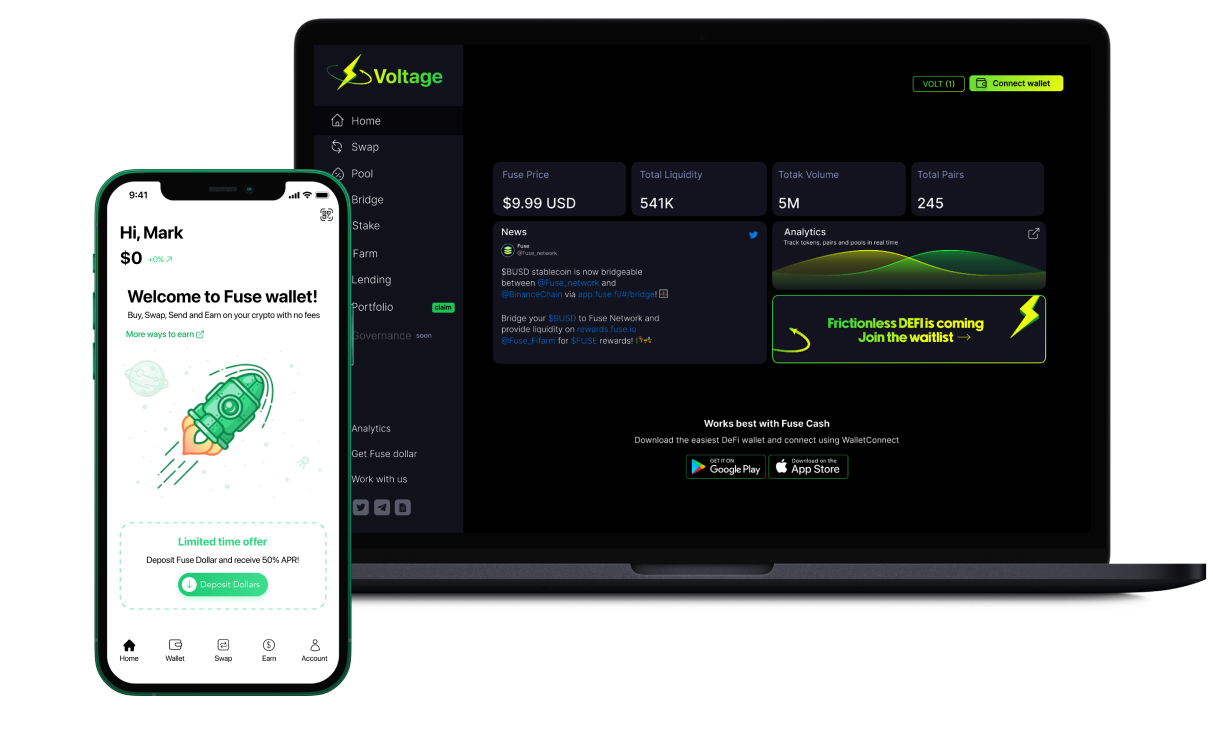 9:41
Hi, Mark
$0 +0%
Welcome to Fuse wallet!
Buy, Swap, Send and Earn on your crypto with no fees
More ways to earn
Limited time offer
Deposit Fuse Dollar and receive 50% APR!
Deposit Dollars
Home Wallet Swap Earn Account
Voltage
Home
Swap
Pool
Bridge
Stake
Farm
Lending
Portfolio claim
Governance soon
Analytics
Get Fuse dollar
Work with us
VOLT (1) Connect wallet
Fuse Price
$9.99 USD
Total Liquidity
541K
Totak Volume
5M
Total Pairs
245
News
Fuse
@Fuse_network
$BUSD stablecoin is now bridgeable
between @Fuse_network and
@BinanceChain via app.fuse.fi/#/bridge!
Bridge your $BUSD to Fuse Network and
provide liquidity on rewards.fuse.io
@Fuse_Fifarm for $FUSE rewards!
Analytics
Track tokens, pairs and pools in real time
Frictionless DEFI is coming
Join the waitlist →
Works best with Fuse Cash
Download the easiest DeFi wallet and connect using WalletConnect
GET IT ON
Google Play
Download on the
App Store